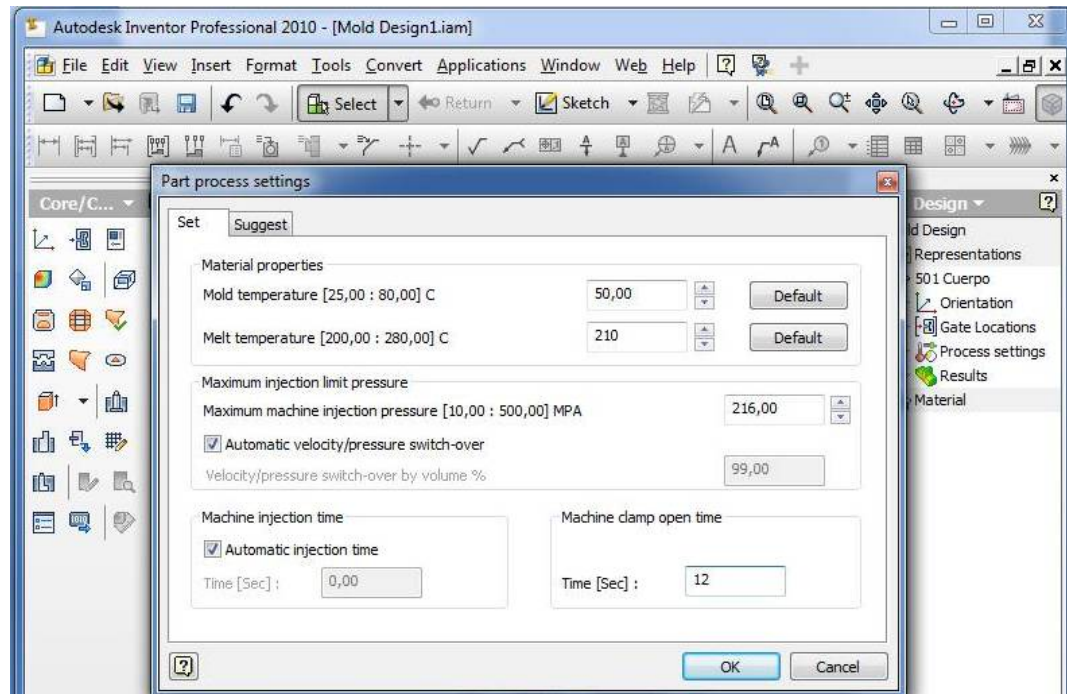 Autodesk Inventor Professional 2010 - [Mold Design1.iam]
File Edit View Insert Format Tools Convert Applications Window Web Help
Select Return Sketch
A A
Part process settings
Core/C...
Design
Set Suggest
ld Design
Representations
501 Cuerpo
Orientation
Gate Locations
Process settings
Results
Material
Material properties
Mold temperature [25,00 : 80,00] C 50,00 Default
Melt temperature [200,00 : 280,00] C 210 Default
Maximum injection limit pressure
Maximum machine injection pressure [10,00 : 500,00] MPA 216,00
Automatic velocity/pressure switch-over
Velocity/pressure switch-over by volume % 99,00
Machine injection time
Automatic injection time
Time [Sec] : 0,00
Machine clamp open time
Time [Sec] : 12
OK Cancel